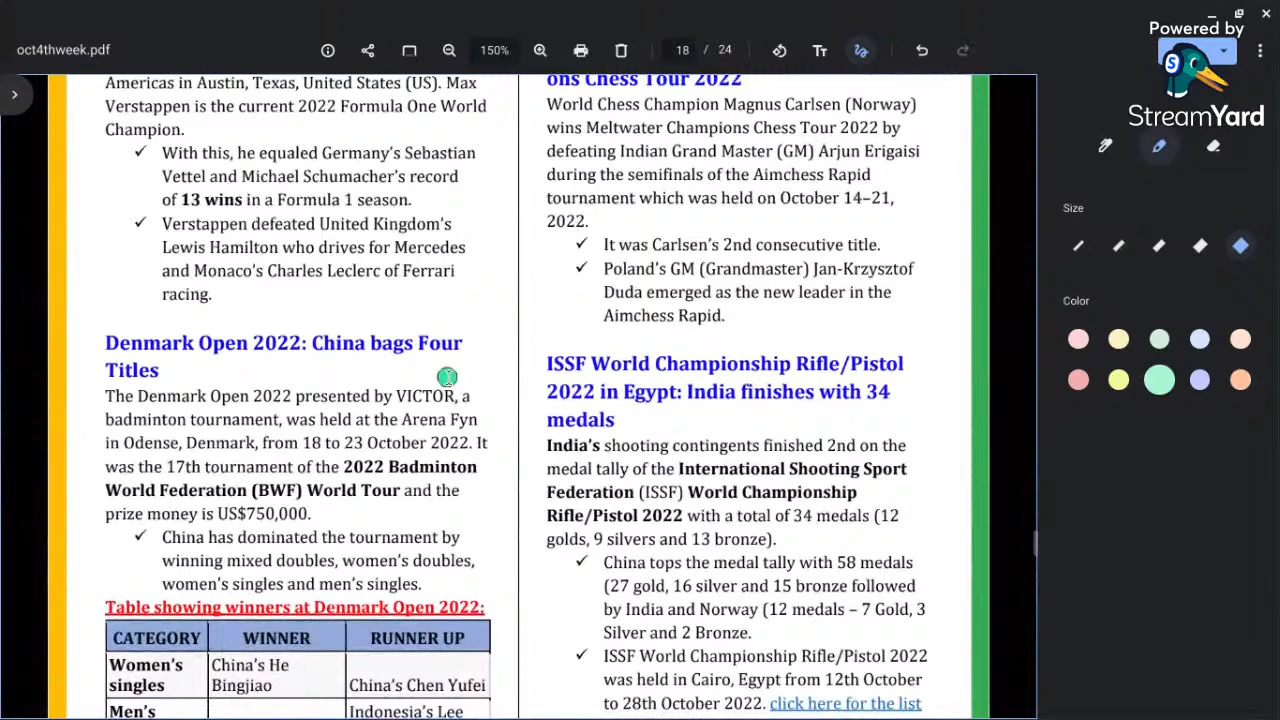 Powered by
StreamYard
oct4thweek.pdf
150%
18 / 24
Americas in Austin, Texas, United States (US). Max
Verstappen is the current 2022 Formula One World
Champion.
✓ With this, he equaled Germany's Sebastian
Vettel and Michael Schumacher's record
of 13 wins in a Formula 1 season.
✓ Verstappen defeated United Kingdom's
Lewis Hamilton who drives for Mercedes
and Monaco's Charles Leclerc of Ferrari
racing.
Denmark Open 2022: China bags Four
Titles
The Denmark Open 2022 presented by VICTOR, a
badminton tournament, was held at the Arena Fyn
in Odense, Denmark, from 18 to 23 October 2022. It
was the 17th tournament of the 2022 Badminton
World Federation (BWF) World Tour and the
prize money is US$750,000.
✓ China has dominated the tournament by
winning mixed doubles, women's doubles,
women's singles and men's singles.
Table showing winners at Denmark Open 2022:
CATEGORY WINNER RUNNER UP
Women's China's He
singles Bingjiao China's Chen Yufei
Men's Indonesia's Lee
ons Chess Tour 2022
World Chess Champion Magnus Carlsen (Norway)
wins Meltwater Champions Chess Tour 2022 by
defeating Indian Grand Master (GM) Arjun Erigaisi
during the semifinals of the Aimchess Rapid
tournament which was held on October 14–21,
2022.
✓ It was Carlsen's 2nd consecutive title.
✓ Poland's GM (Grandmaster) Jan-Krzysztof
Duda emerged as the new leader in the
Aimchess Rapid.
ISSF World Championship Rifle/Pistol
2022 in Egypt: India finishes with 34
medals
India's shooting contingents finished 2nd on the
medal tally of the International Shooting Sport
Federation (ISSF) World Championship
Rifle/Pistol 2022 with a total of 34 medals (12
golds, 9 silvers and 13 bronze).
✓ China tops the medal tally with 58 medals
(27 gold, 16 silver and 15 bronze followed
by India and Norway (12 medals – 7 Gold, 3
Silver and 2 Bronze.
✓ ISSF World Championship Rifle/Pistol 2022
was held in Cairo, Egypt from 12th October
to 28th October 2022. click here for the list
Size
Color